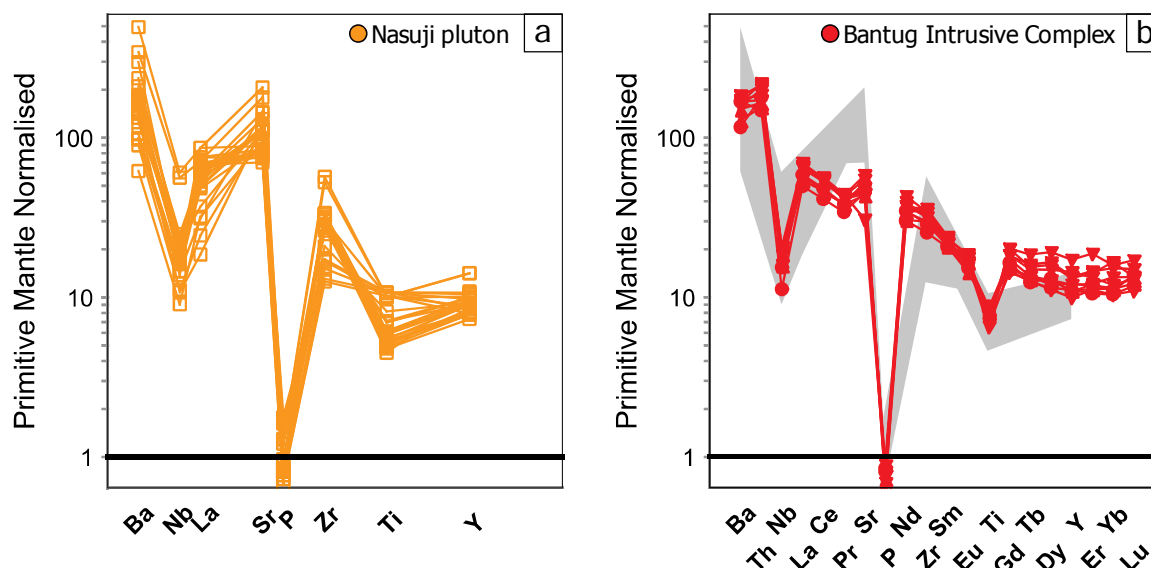 Nasuji pluton
a
Primitive Mantle Normalised
100
10
1
Ba Nb La Sr P Zr Ti Y
Bantug Intrusive Complex
b
Primitive Mantle Normalised
100
10
1
Ba Nb Ce Sr Nd Sm Ti Tb Y Yb
Th La Pr P Zr Eu Gd Dy Er Lu